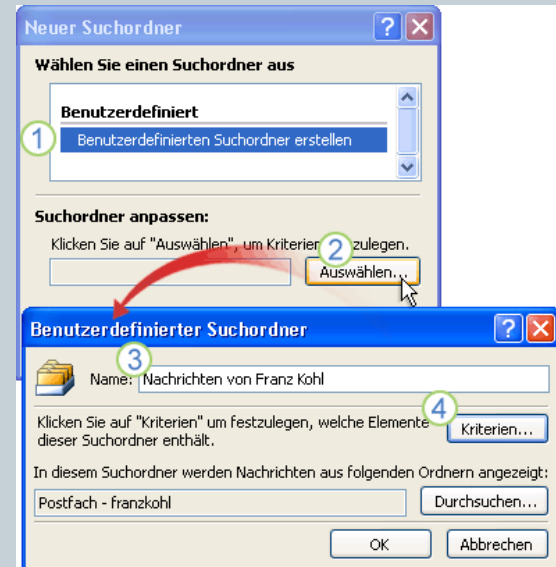 Neuer Suchordner
Wählen Sie einen Suchordner aus
Benutzerdefiniert
1
Benutzerdefinierten Suchordner erstellen
Suchordner anpassen:
Klicken Sie auf "Auswählen", um Kriterien zulegen.
2
Auswählen...
Benutzerdefinierter Suchordner
3
Name: Nachrichten von Franz Kohl
4
Klicken Sie auf "Kriterien" um festzulegen, welche Elemente
dieser Suchordner enthält.
Kriterien...
In diesem Suchordner werden Nachrichten aus folgenden Ordnern angezeigt:
Postfach - franzkohl
Durchsuchen...
OK
Abbrechen